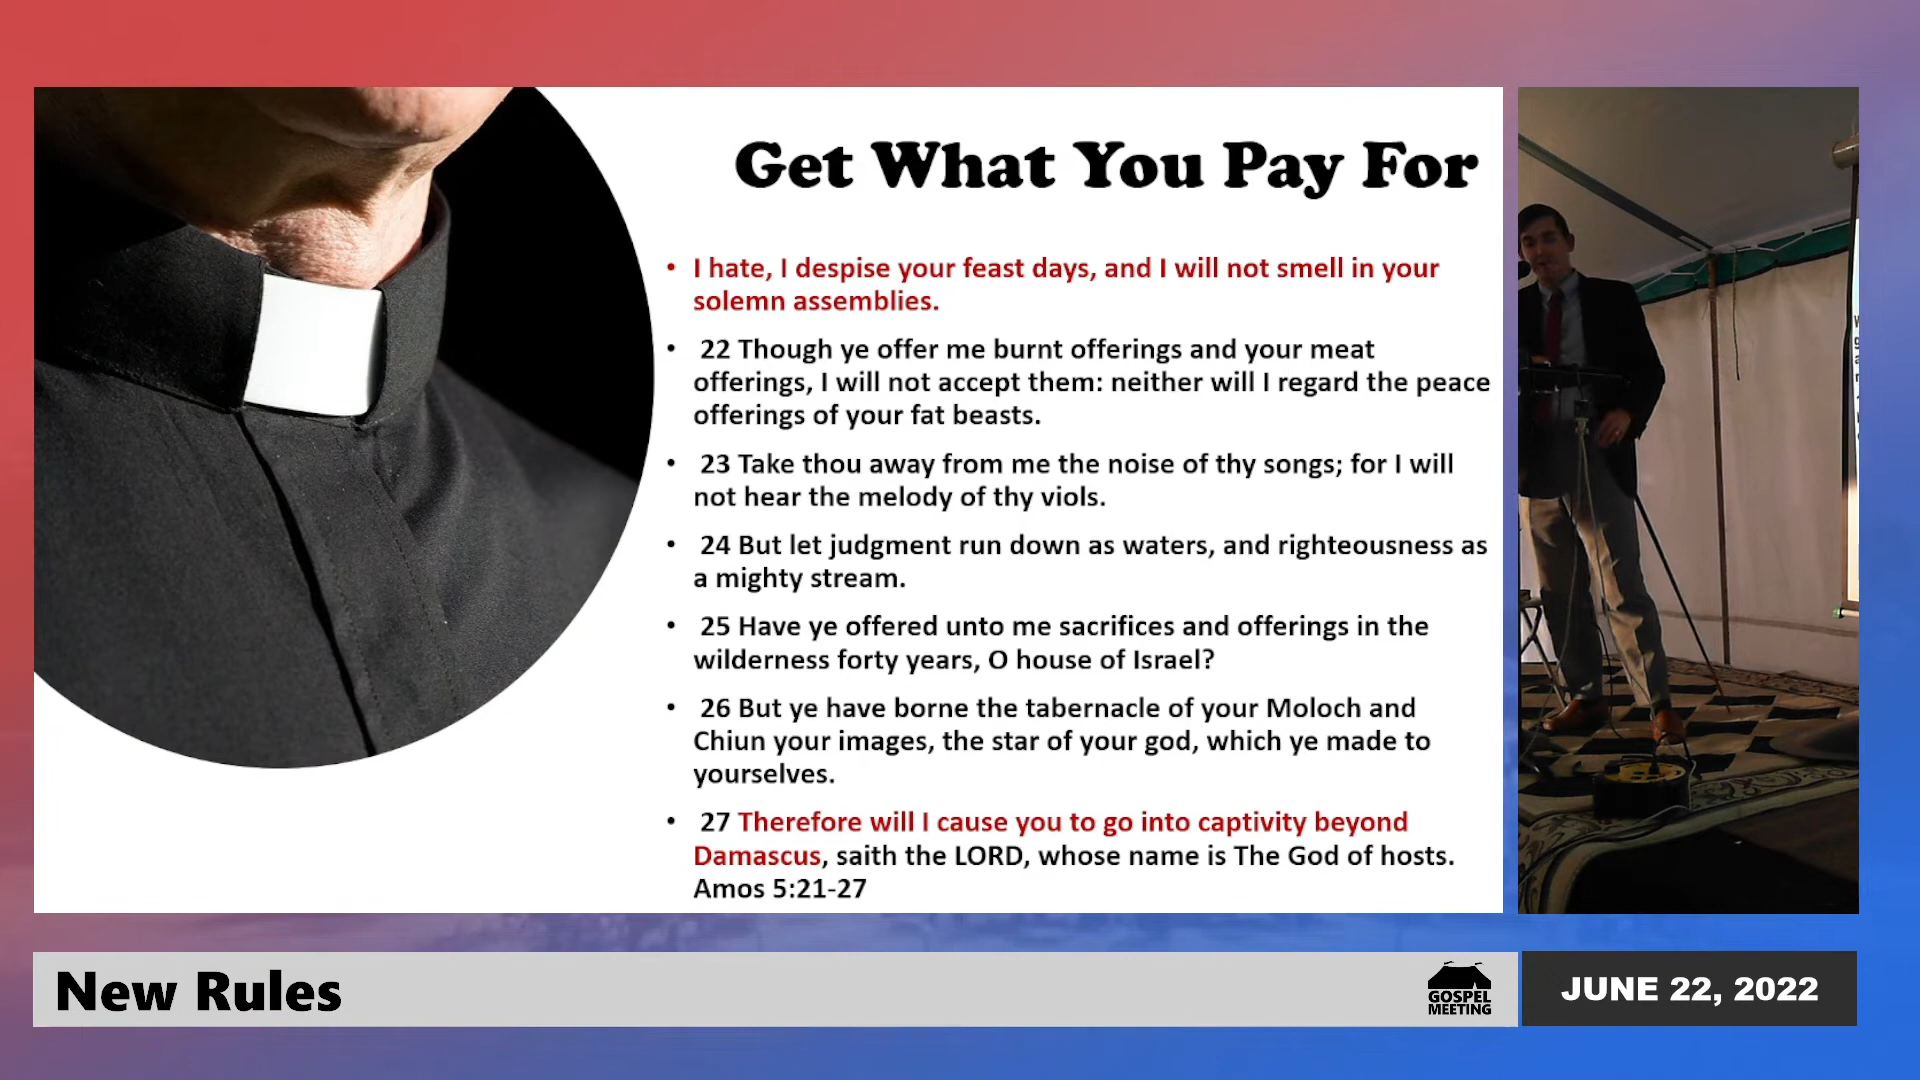 Get What You Pay For
• I hate, I despise your feast days, and I will not smell in your
solemn assemblies.
• 22 Though ye offer me burnt offerings and your meat
offerings, I will not accept them: neither will I regard the peace
offerings of your fat beasts.
• 23 Take thou away from me the noise of thy songs; for I will
not hear the melody of thy viols.
• 24 But let judgment run down as waters, and righteousness as
a mighty stream.
• 25 Have ye offered unto me sacrifices and offerings in the
wilderness forty years, O house of Israel?
• 26 But ye have borne the tabernacle of your Moloch and
Chiun your images, the star of your god, which ye made to
yourselves.
• 27 Therefore will I cause you to go into captivity beyond
Damascus, saith the LORD, whose name is The God of hosts.
Amos 5:21-27
New Rules
GOSPEL
MEETING
JUNE 22, 2022